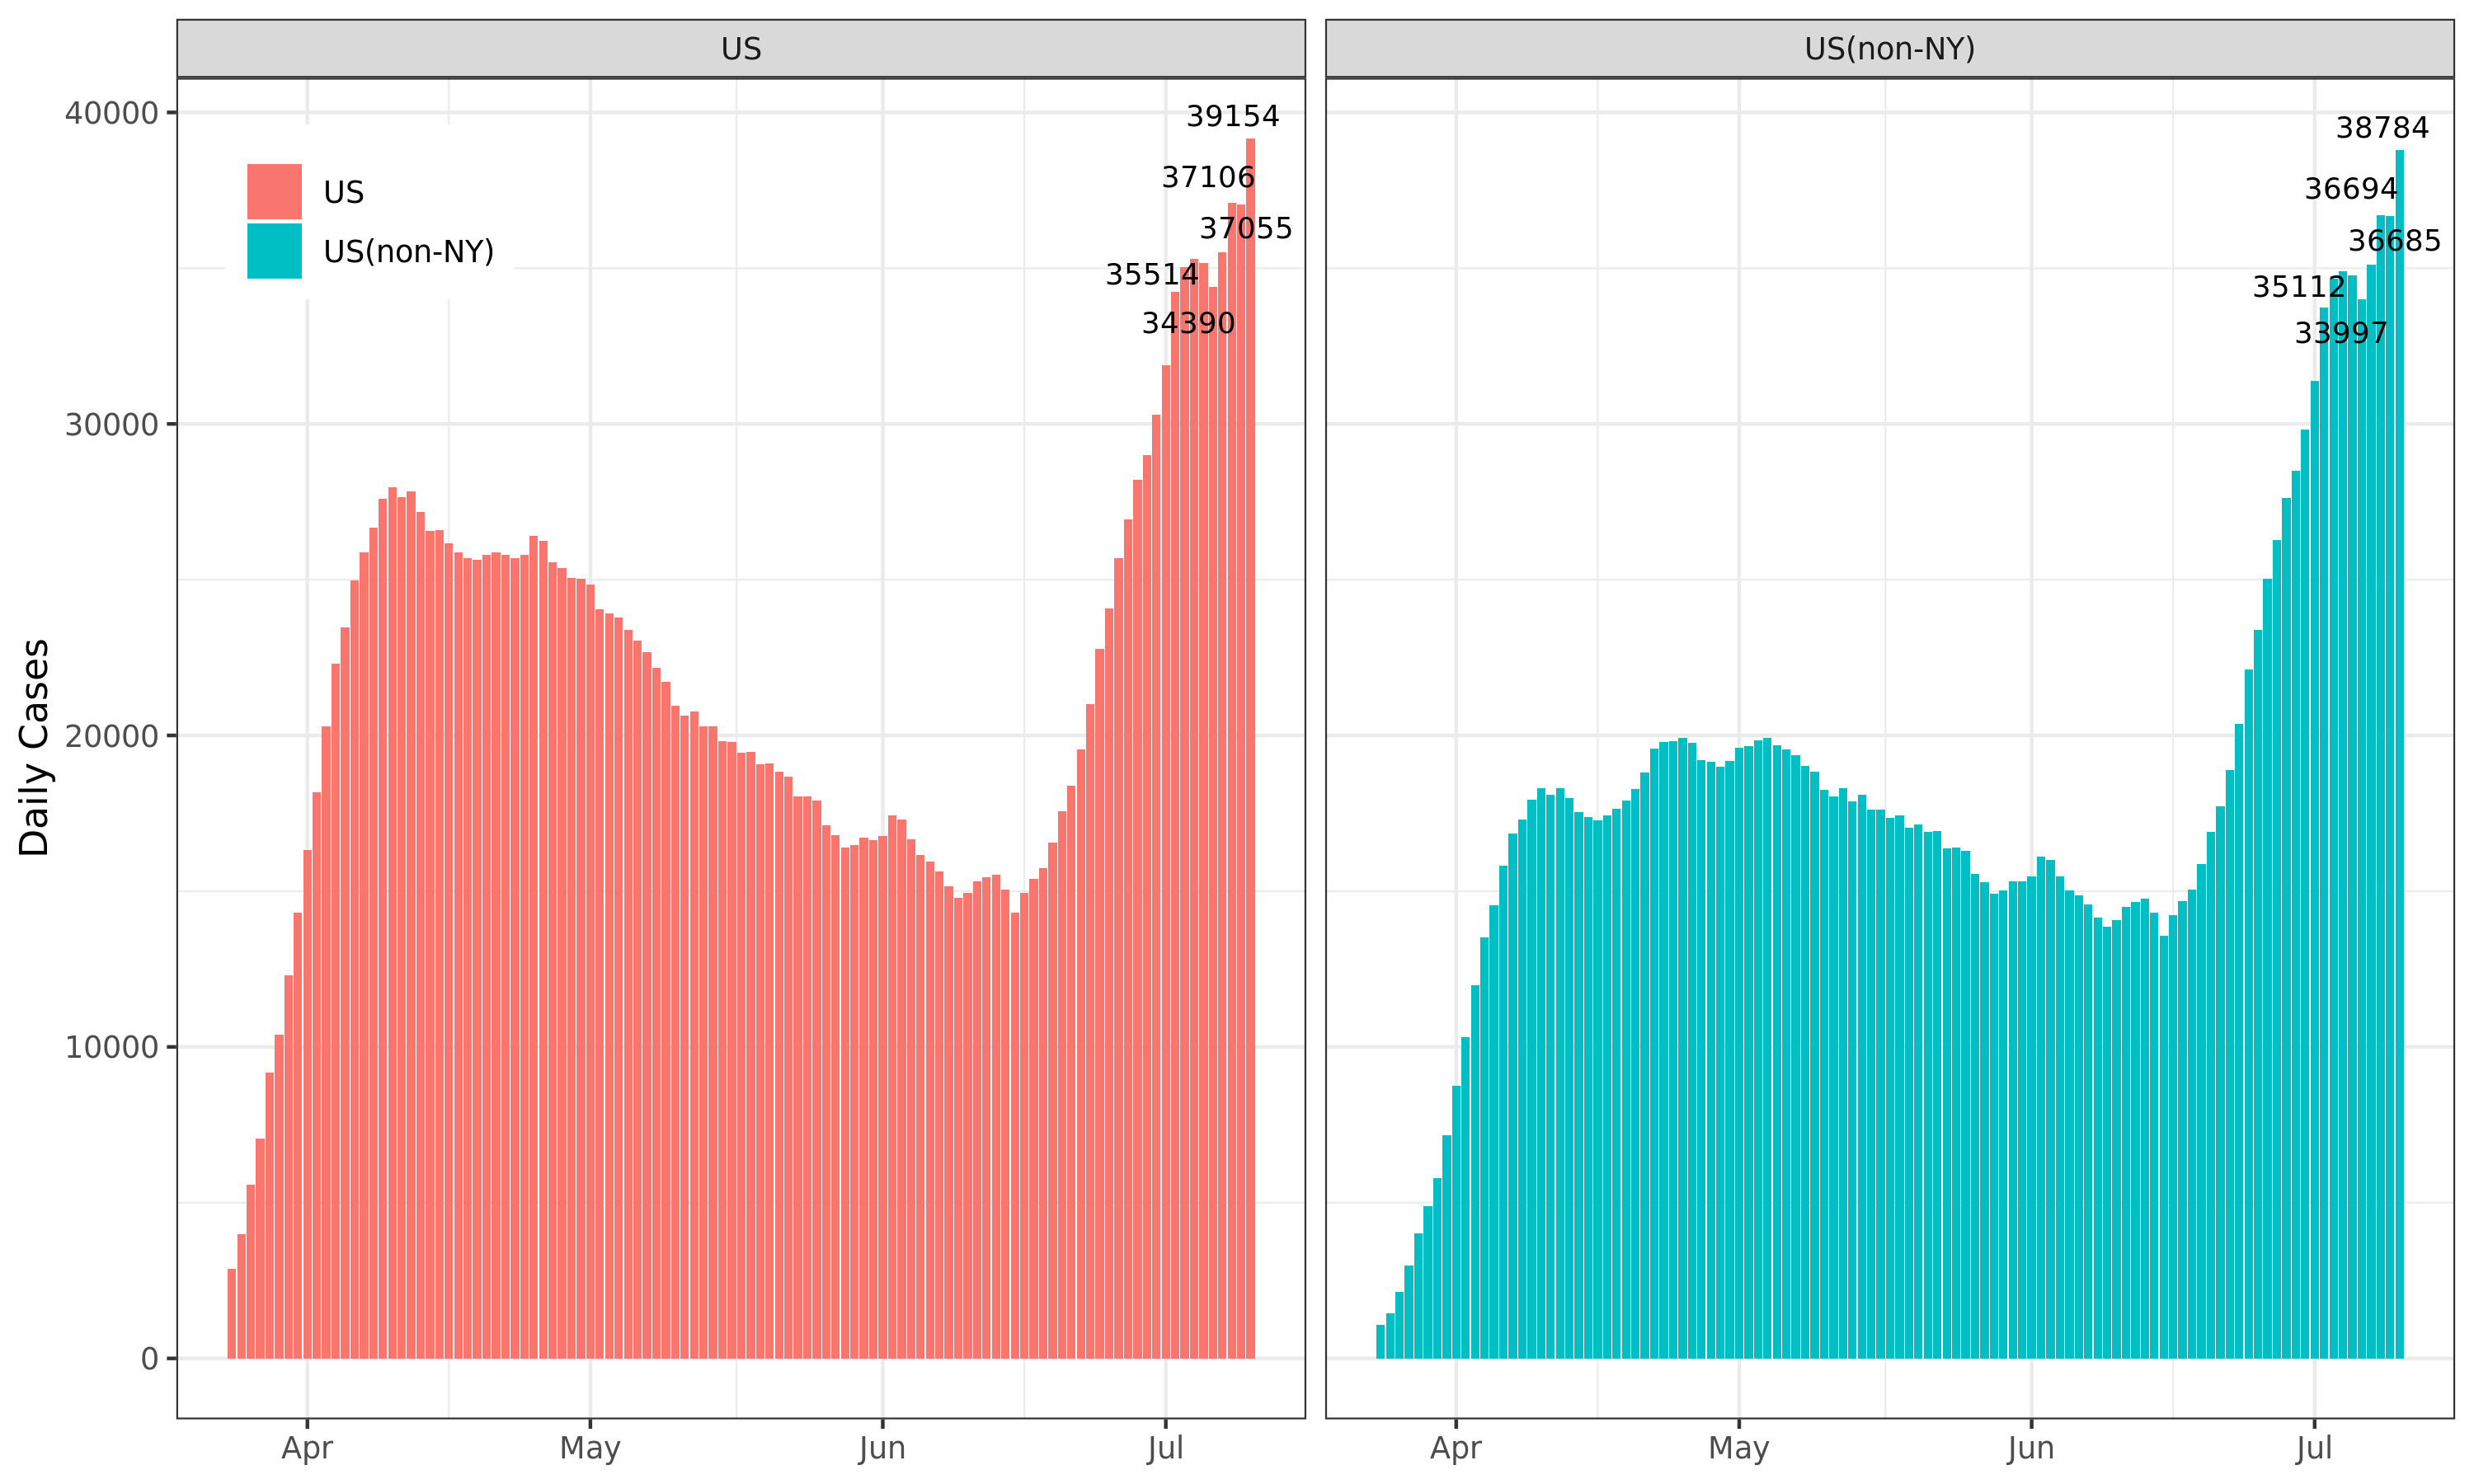 US
US(non-NY)
Daily Cases
40000
30000
20000
10000
0
US
US(non-NY)
39154
37106
37055
35514
34390
38784
36694
36685
35112
33997
Apr
May
Jun
Jul
Apr
May
Jun
Jul